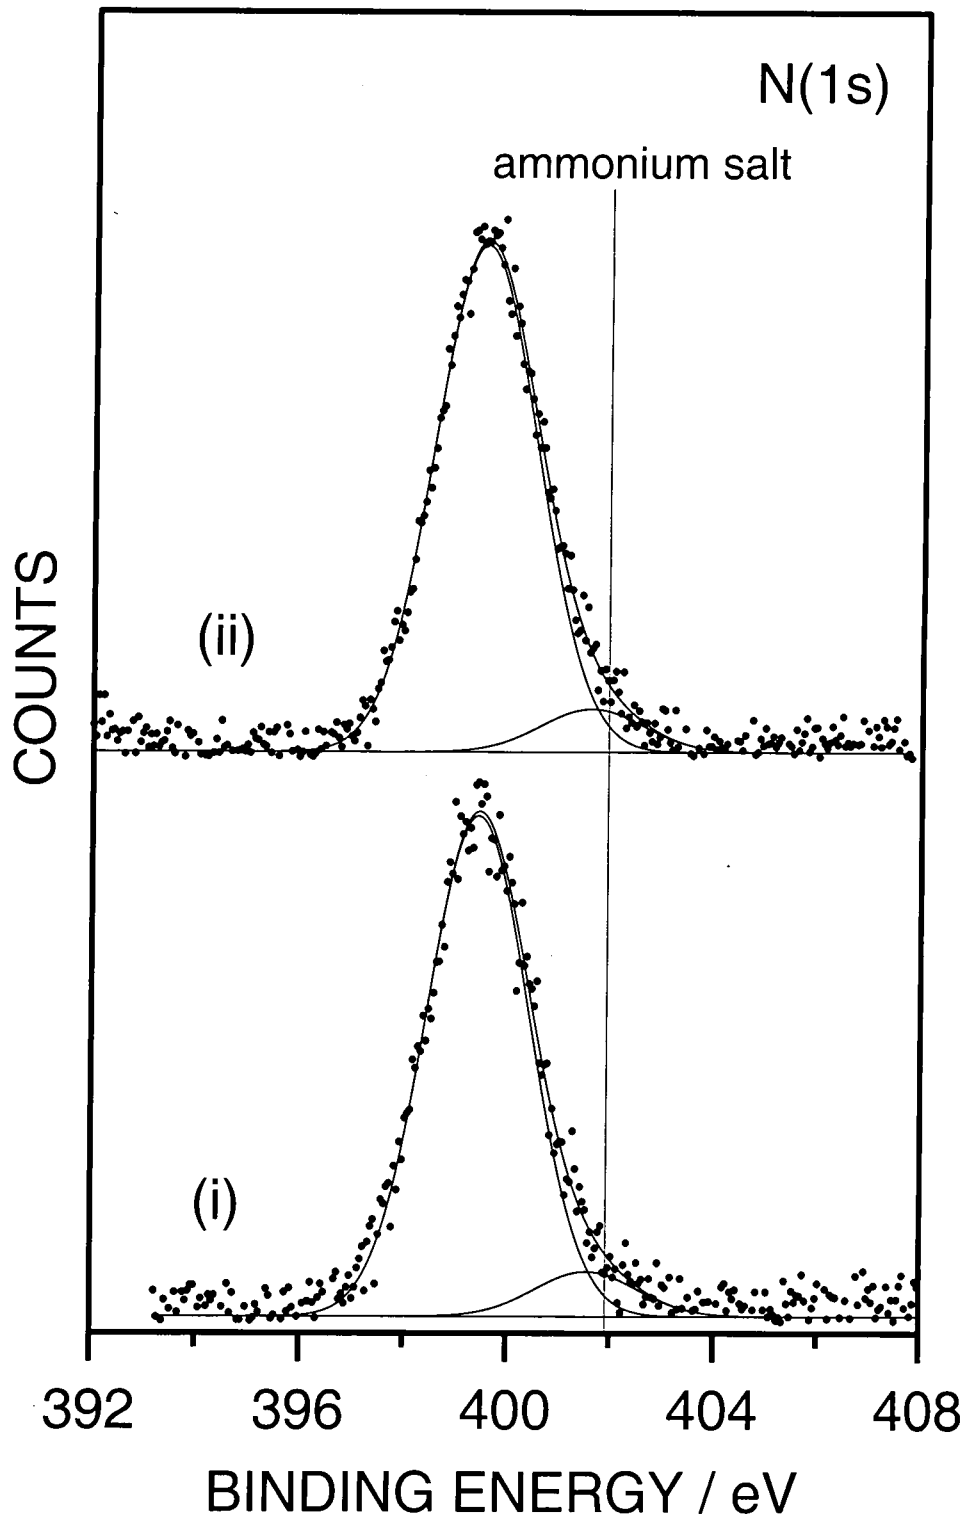 N(1s)
ammonium salt
COUNTS
(ii)
(i)
392 396 400 404 408
BINDING ENERGY / eV